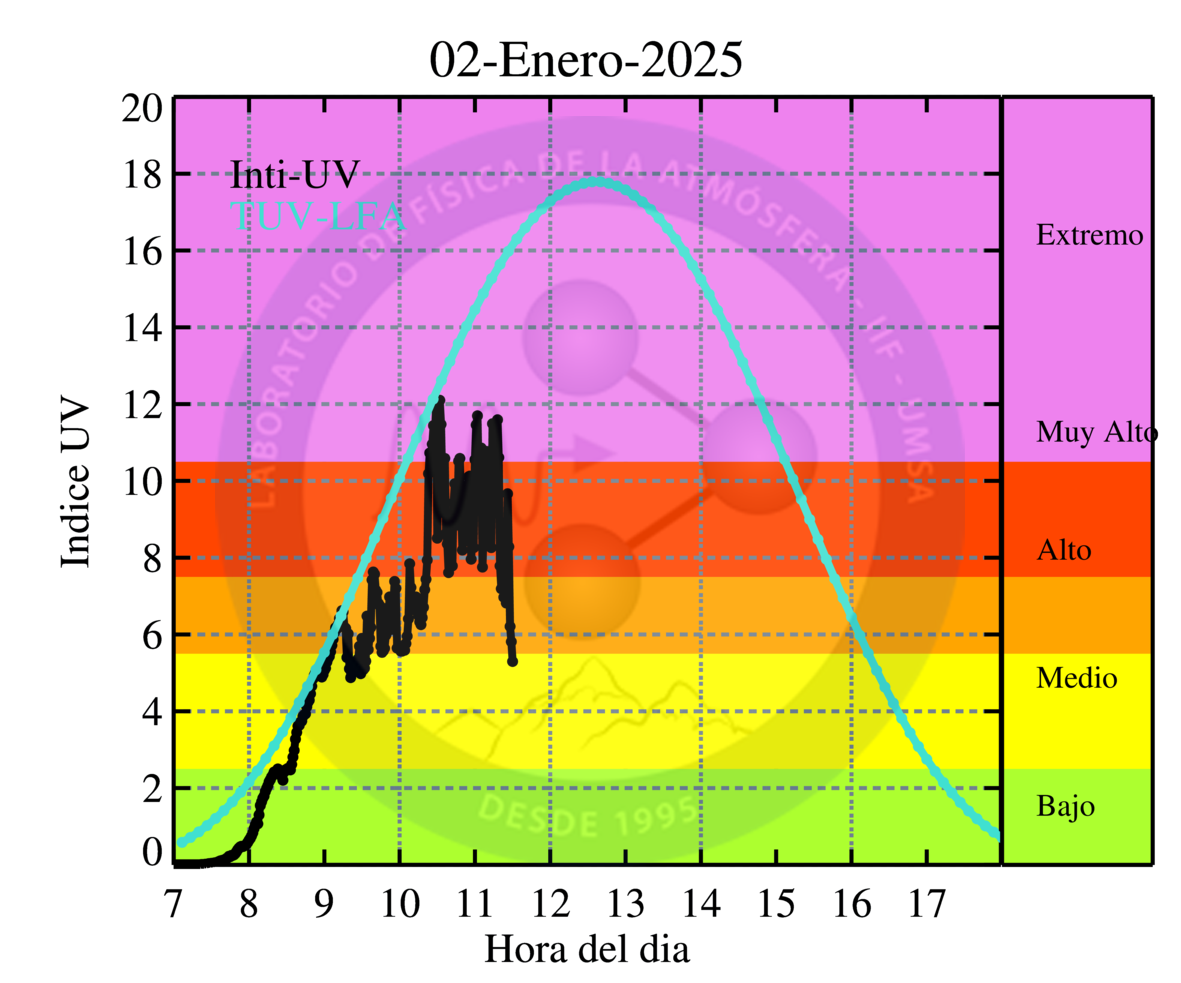 02-Enero-2025
20
18
16
14
12
10
8
6
4
2
0
Indice UV
Inti-UV
TUV-LFA
LABORATORIO DE FÍSICA DE LA ATMÓSFERA - IIF - UMSA
DESDE 1995
Extremo
Muy Alto
Alto
Medio
Bajo
7 8 9 10 11 12 13 14 15 16 17
Hora del dia